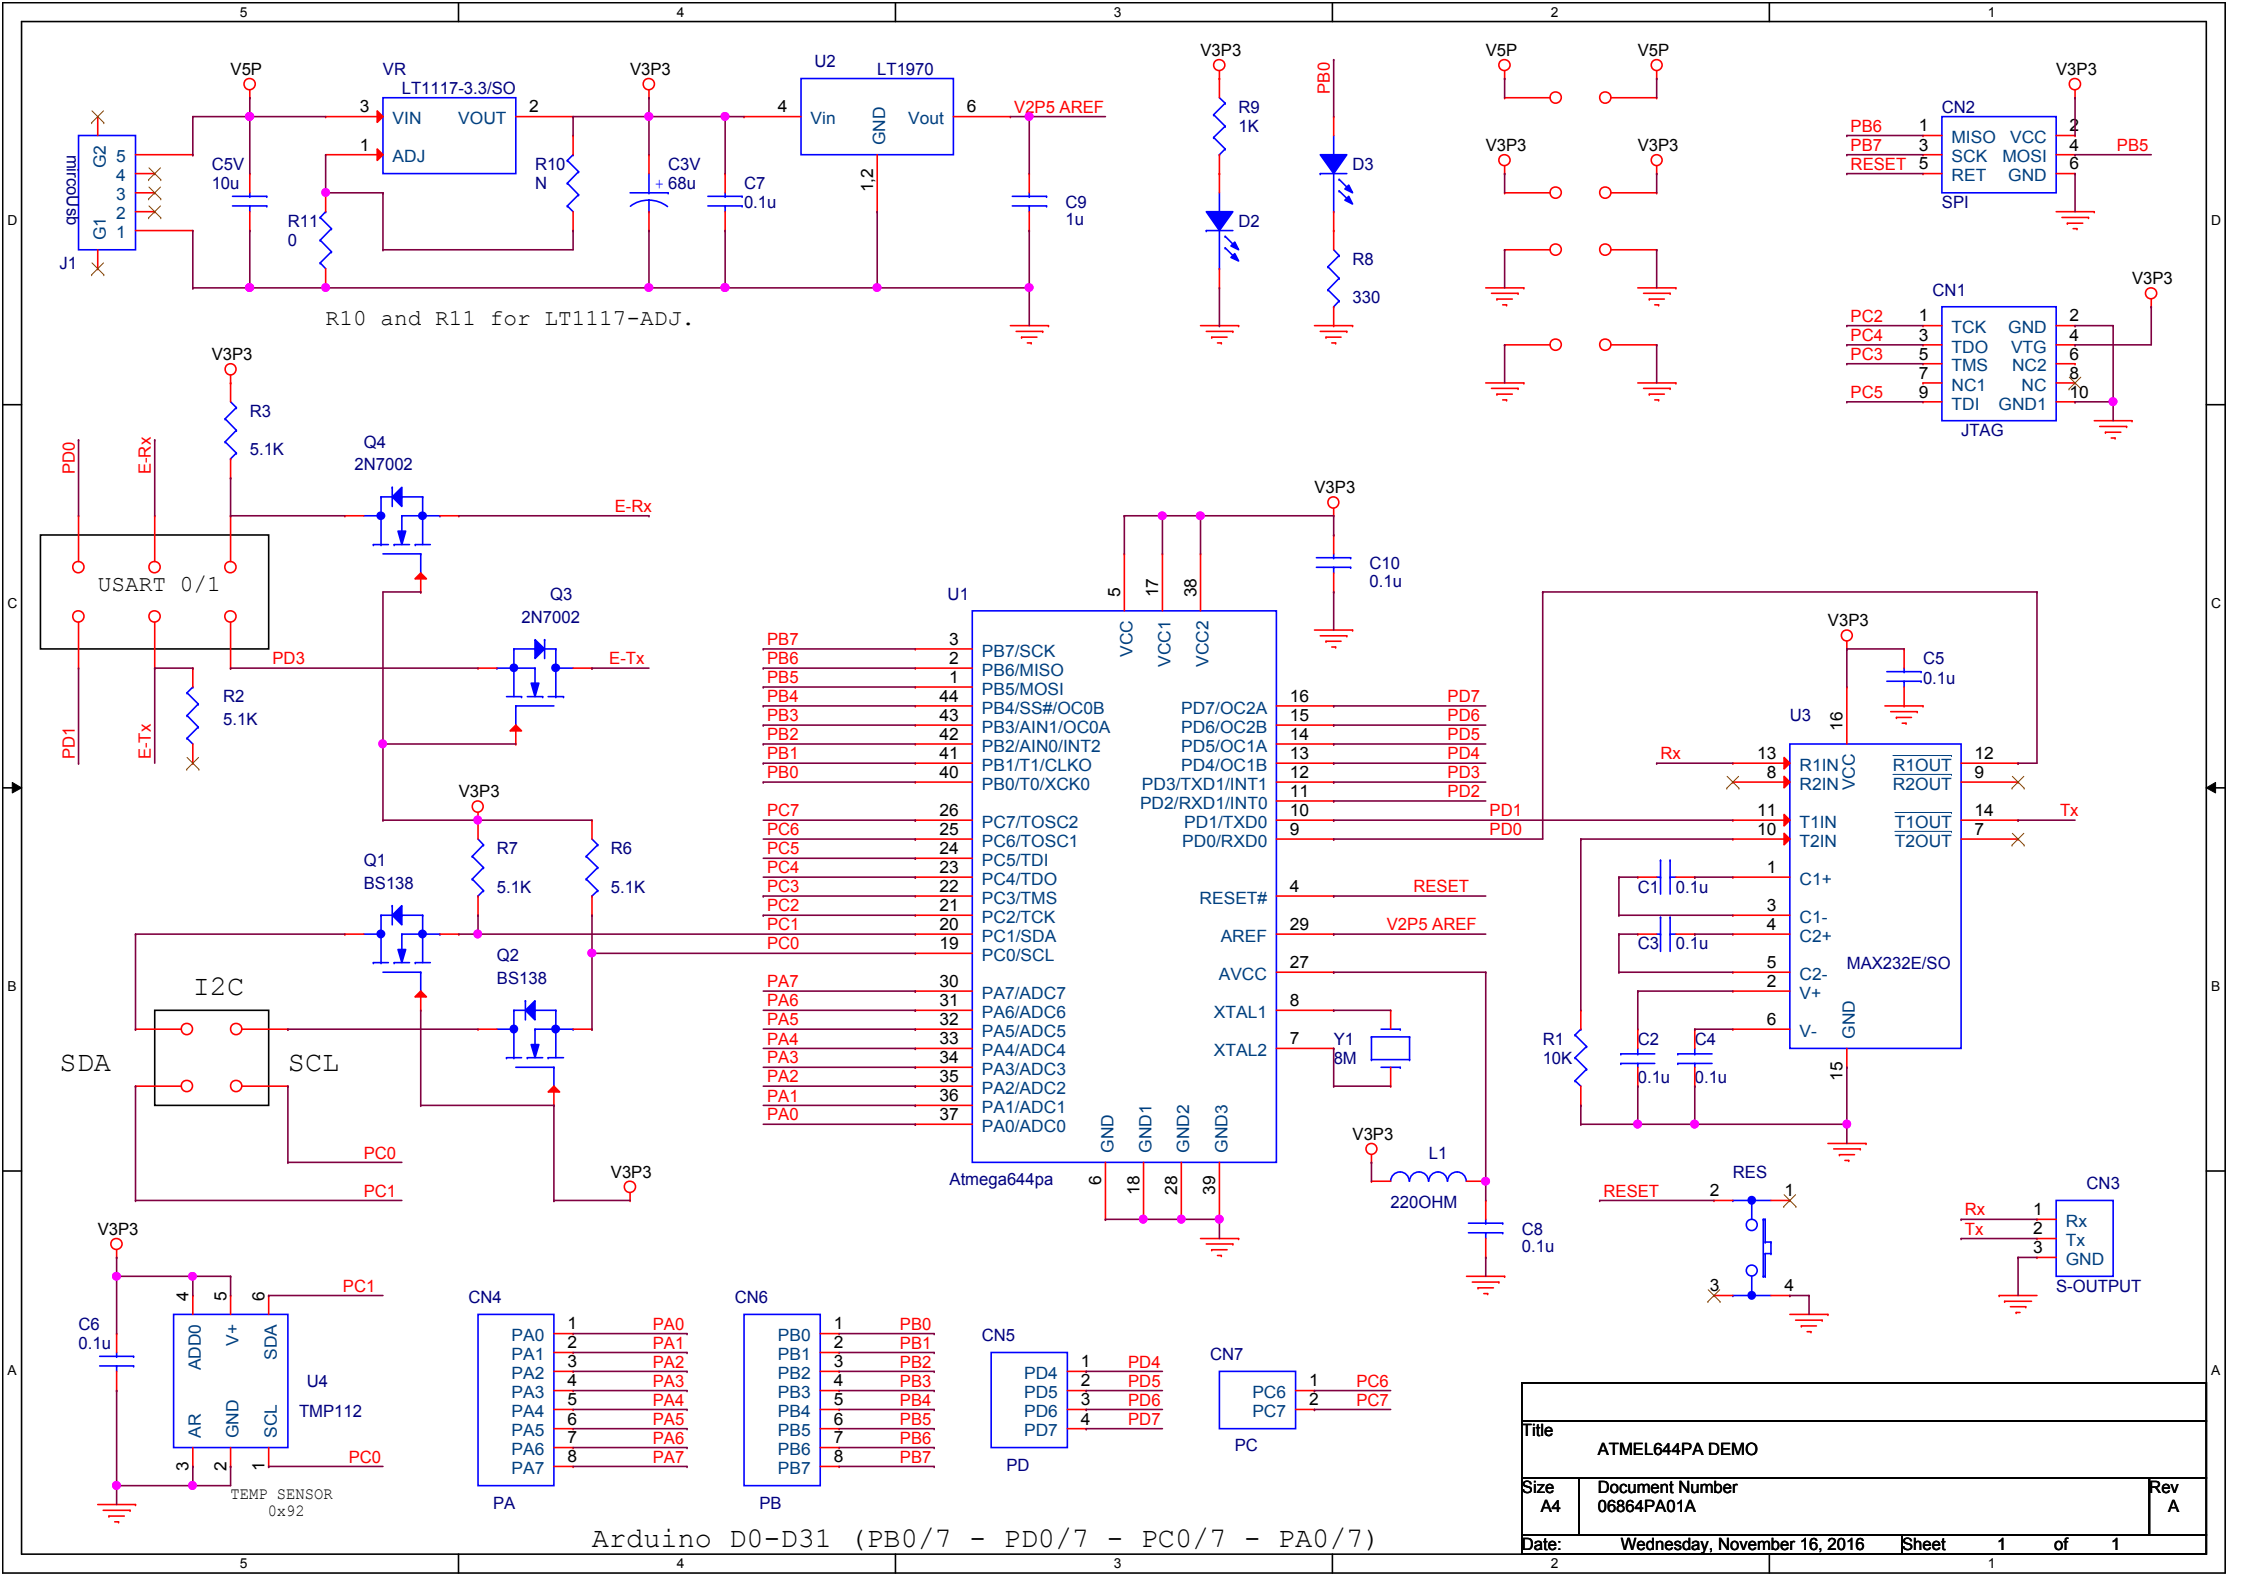 5 4 3 2 1
D
C
B
A
V5P
VR
LT1117-3.3/SO
3 VIN VOUT 2
1 ADJ
V3P3
U2
LT1970
4 Vin GND Vout 6
1,2
V2P5 AREF
mircoUsb
G2 5
4
3
2
G1 1
J1
C5V
10u
R11
0
R10
N
C3V
+ 68u
C7
0.1u
C9
1u
R10 and R11 for LT1117-ADJ.
V3P3
R9
1K
D2
PB0
D3
R8
330
V5P V5P
V3P3 V3P3
V3P3
CN2
PB6 1 MISO VCC 2
PB7 3 SCK MOSI 4 PB5
RESET 5 RET GND 6
SPI
V3P3
CN1
PC2 1 TCK GND 2
PC4 3 TDO VTG 4
PC3 5 TMS NC2 6
7 NC1 NC 8
PC5 9 TDI GND1 10
JTAG
V3P3
R3
5.1K
PD0
E-Rx
Q4
2N7002
E-Rx
USART 0/1
Q3
2N7002
PD3
E-Tx
R2
5.1K
PD1
E-Tx
V3P3
R7
5.1K
R6
5.1K
Q1
BS138
Q2
BS138
I2C
SDA
SCL
PC0
PC1
V3P3
V3P3
C10
0.1u
U1
5 17 38
VCC VCC1 VCC2
PB7 3 PB7/SCK
PB6 2 PB6/MISO
PB5 1 PB5/MOSI
PB4 44 PB4/SS#/OC0B
PB3 43 PB3/AIN1/OC0A
PB2 42 PB2/AIN0/INT2
PB1 41 PB1/T1/CLKO
PB0 40 PB0/T0/XCK0
PC7 26 PC7/TOSC2
PC6 25 PC6/TOSC1
PC5 24 PC5/TDI
PC4 23 PC4/TDO
PC3 22 PC3/TMS
PC2 21 PC2/TCK
PC1 20 PC1/SDA
PC0 19 PC0/SCL
PA7 30 PA7/ADC7
PA6 31 PA6/ADC6
PA5 32 PA5/ADC5
PA4 33 PA4/ADC4
PA3 34 PA3/ADC3
PA2 35 PA2/ADC2
PA1 36 PA1/ADC1
PA0 37 PA0/ADC0
PD7/OC2A 16 PD7
PD6/OC2B 15 PD6
PD5/OC1A 14 PD5
PD4/OC1B 13 PD4
PD3/TXD1/INT1 12 PD3
PD2/RXD1/INT0 11 PD2
PD1/TXD0 10 PD1
PD0/RXD0 9 PD0
RESET# 4 RESET
AREF 29 V2P5 AREF
AVCC 27
XTAL1 8
XTAL2 7
Y1
8M
GND GND1 GND2 GND3
6 18 28 39
Atmega644pa
V3P3
L1
220OHM
C8
0.1u
V3P3
C5
0.1u
U3
16
VCC
Rx 13 R1IN R1OUT 12
8 R2IN R2OUT 9
11 T1IN T1OUT 14 Tx
10 T2IN T2OUT 7
1 C1+
C1 0.1u
3 C1-
4 C2+
C3 0.1u
5 C2-
2 V+
MAX232E/SO
6 V-
GND
15
R1
10K
C2
0.1u
C4
0.1u
RES
RESET 2 1
3 4
CN3
Rx 1 Rx
Tx 2 Tx
3 GND
S-OUTPUT
V3P3
C6
0.1u
4 5 6 PC1
ADD0 V+ SDA
AR GND SCL
3 2 1 PC0
U4
TMP112
TEMP SENSOR
0x92
CN4
PA0 1 PA0
PA1 2 PA1
PA2 3 PA2
PA3 4 PA3
PA4 5 PA4
PA5 6 PA5
PA6 7 PA6
PA7 8 PA7
PA
CN6
PB0 1 PB0
PB1 2 PB1
PB2 3 PB2
PB3 4 PB3
PB4 5 PB4
PB5 6 PB5
PB6 7 PB6
PB7 8 PB7
PB
CN5
PD4 1 PD4
PD5 2 PD5
PD6 3 PD6
PD7 4 PD7
PD
CN7
PC6 1 PC6
PC7 2 PC7
PC
Arduino D0-D31 (PB0/7 - PD0/7 - PC0/7 - PA0/7)
Title
ATMEL644PA DEMO
Size Document Number Rev
A4 06864PA01A A
Date: Wednesday, November 16, 2016 Sheet 1 of 1
D
C
B
A
5 4 3 2 1